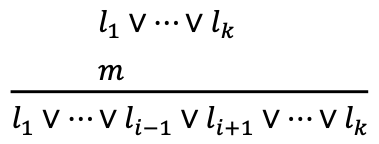 l₁ ∨ ⋯ ∨ lₖ
m
l₁ ∨ ⋯ ∨ lᵢ₋₁ ∨ lᵢ₊₁ ∨ ⋯ ∨ lₖ